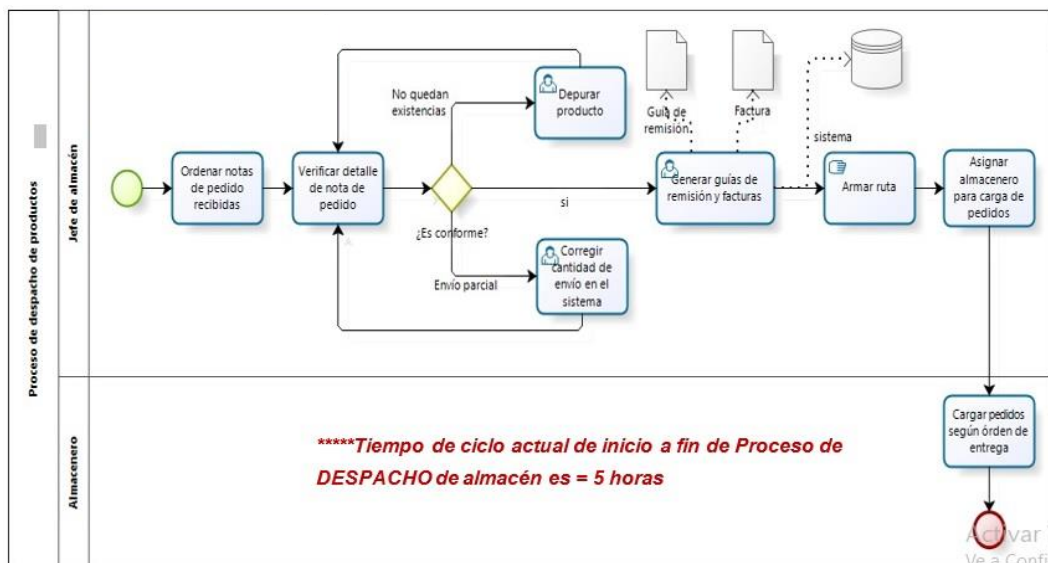 Proceso de despacho de productos
Jefe de almacén
Ordenar notas
de pedido
recibidas
Verificar detalle
de nota de
pedido
No quedan
existencias
Depurar
producto
¿Es conforme?
si
Envío parcial
Corregir
cantidad de
envío en el
sistema
Guía de
remisión
Factura
sistema
Generar guías de
remisión y facturas
Armar ruta
Asignar
almacenero
para carga de
pedidos
Almacenero
Cargar pedidos
según órden de
entrega
*****Tiempo de ciclo actual de inicio a fin de Proceso de
DESPACHO de almacén es = 5 horas
Activar
Ve a Confi